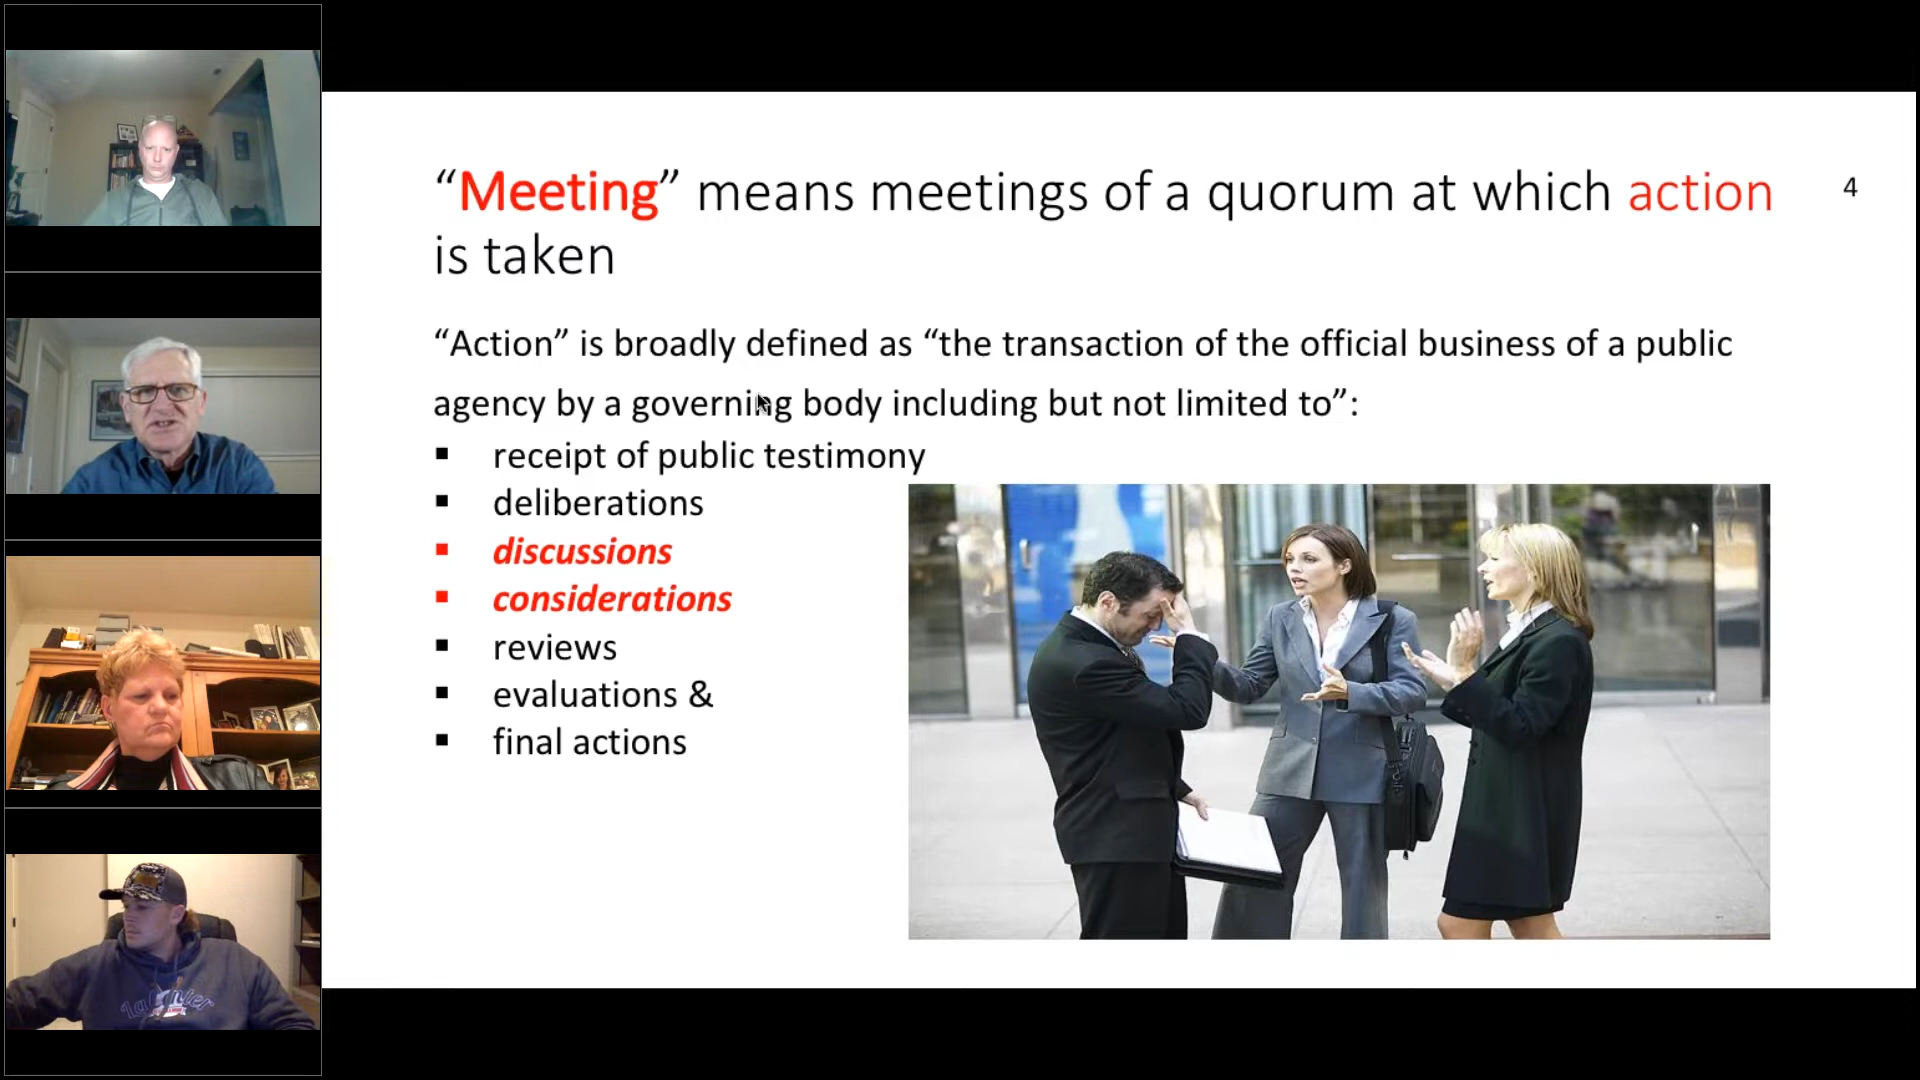 “Meeting” means meetings of a quorum at which action
is taken
4
“Action” is broadly defined as “the transaction of the official business of a public
agency by a governing body including but not limited to”:
▪ receipt of public testimony
▪ deliberations
▪ discussions
▪ considerations
▪ reviews
▪ evaluations &
▪ final actions